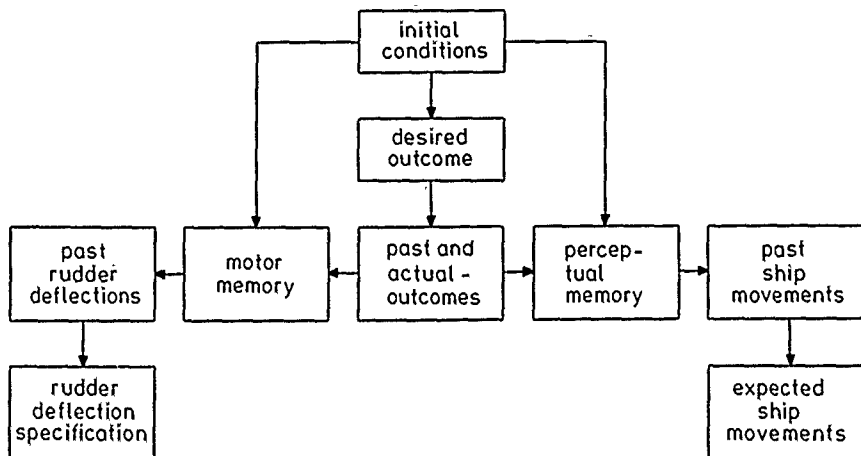 initial
conditions
desired
outcome
past
rudder
deflections
motor
memory
past and
actual-
outcomes
percep-
tual
memory
past
ship
movements
rudder
deflection
specification
expected
ship
movements